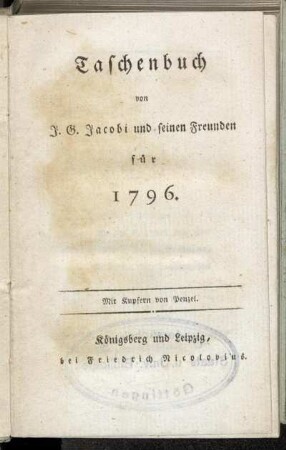 Taschenbuch
von
J. G. Jacobi und seinen Freunden
für
1796.
Mit Kupfern von Penzel.
Königsberg und Leipzig,
bei Friedrich Nicolovius.